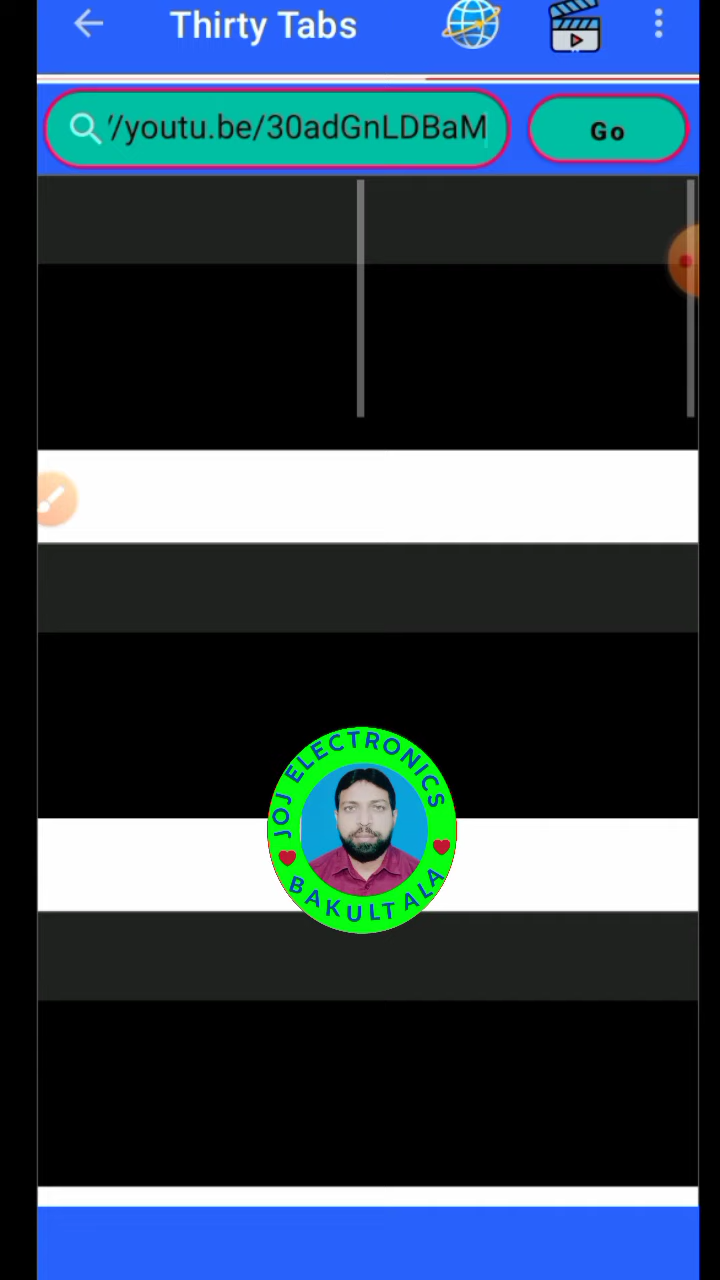 Thirty Tabs
//youtu.be/30adGnLDBaM
Go
JOJ ELECTRONICS
BAKULTALA